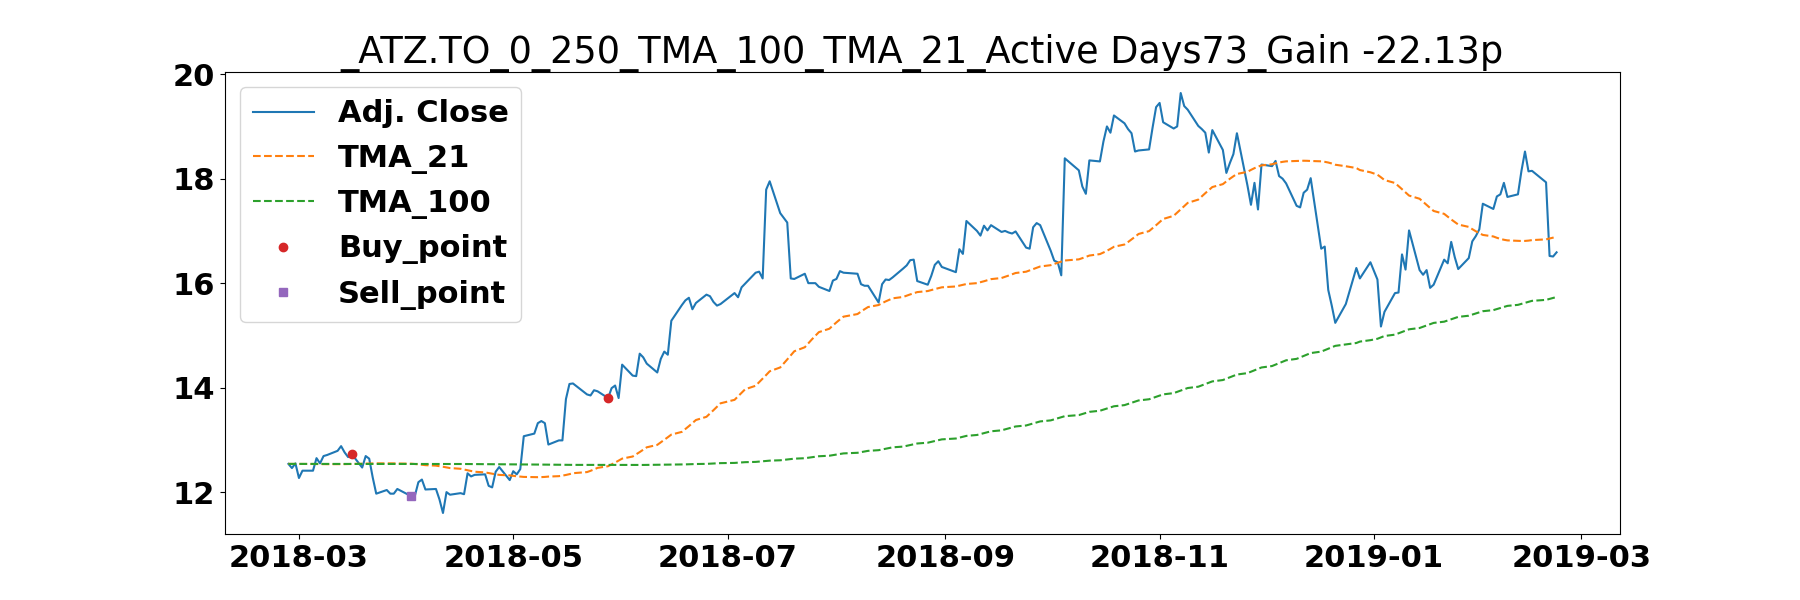 _ATZ.TO_0_250_TMA_100_TMA_21_Active Days73_Gain -22.13p
20
18
16
14
12
Adj. Close
TMA_21
TMA_100
Buy_point
Sell_point
2018-03 2018-05 2018-07 2018-09 2018-11 2019-01 2019-03